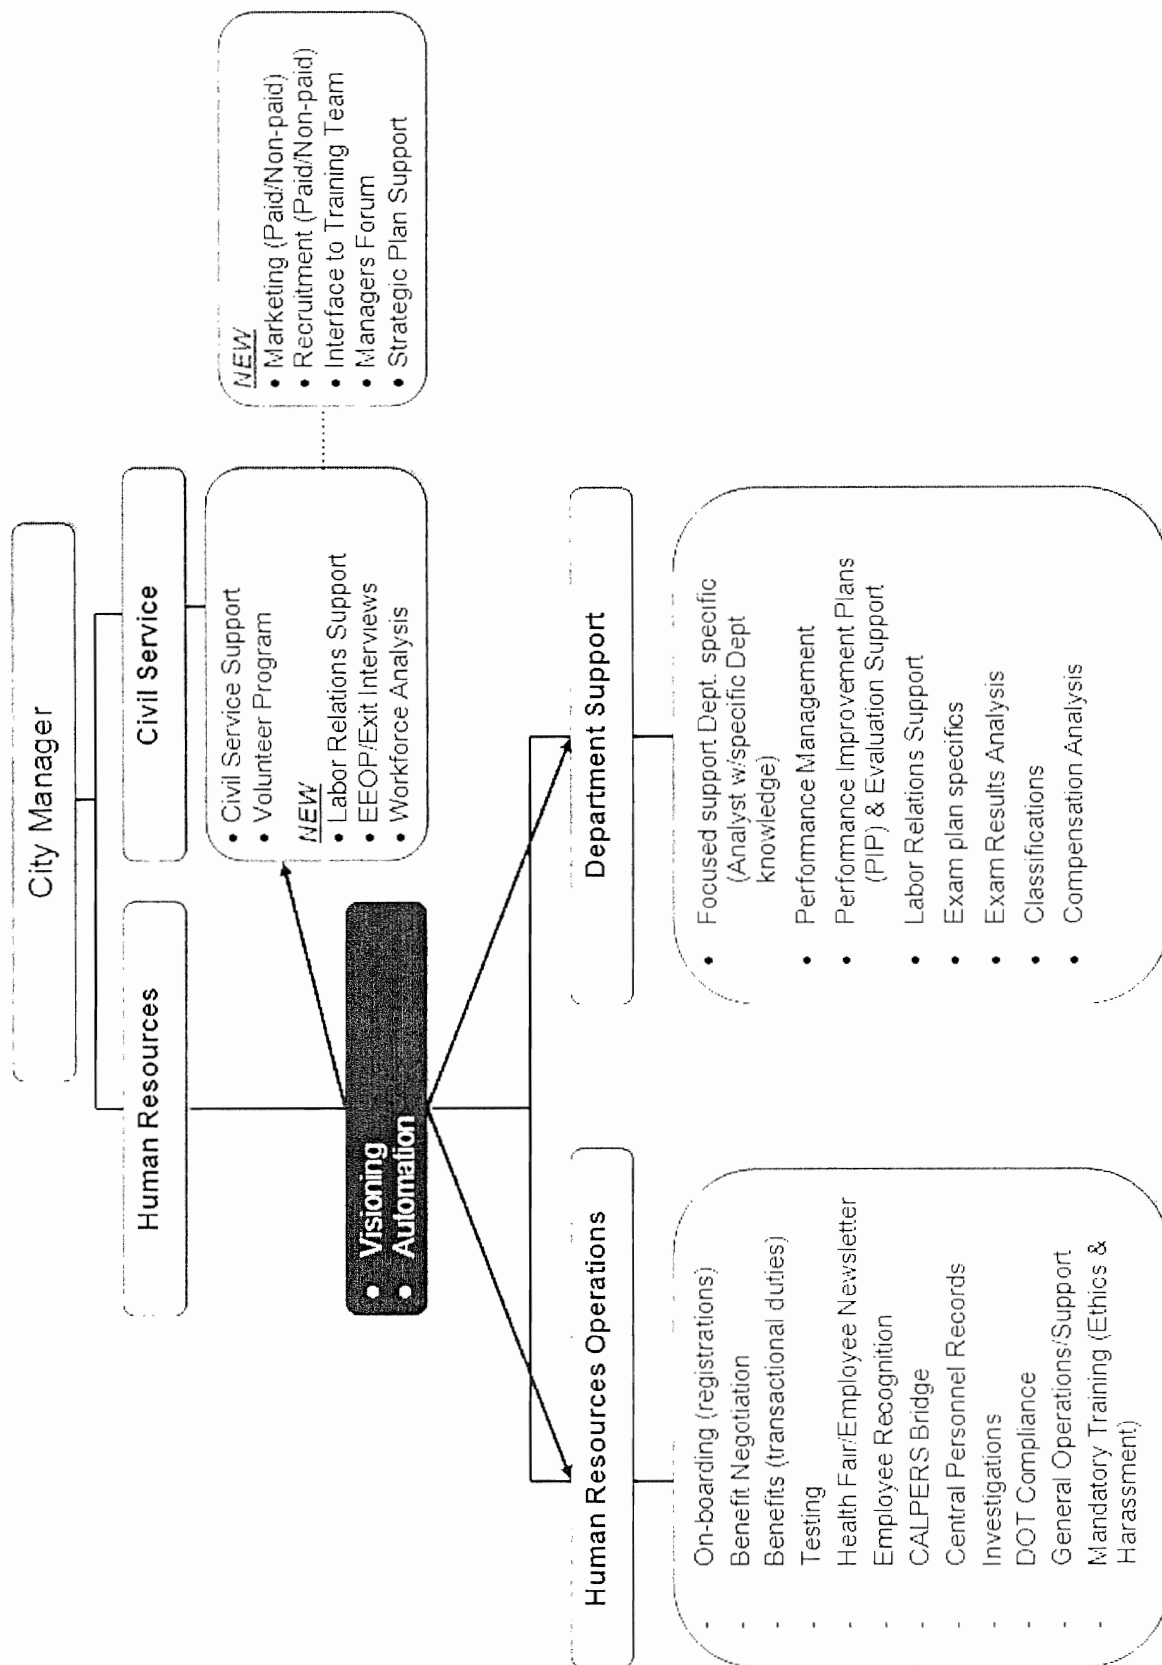 City Manager
Human Resources
Civil Service
• Civil Service Support
• Volunteer Program
NEW
• Labor Relations Support
• EEOP/Exit Interviews
• Workforce Analysis
NEW
• Marketing (Paid/Non-paid)
• Recruitment (Paid/Non-paid)
• Interface to Training Team
• Managers Forum
• Strategic Plan Support
• Visioning
• Automation
Human Resources Operations
- On-boarding (registrations)
- Benefit Negotiation
- Benefits (transactional duties)
- Testing
- Health Fair/Employee Newsletter
- Employee Recognition
- CALPERS Bridge
- Central Personnel Records
- Investigations
- DOT Compliance
- General Operations/Support
- Mandatory Training (Ethics &
Harassment)
Department Support
• Focused support Dept. specific
(Analyst w/specific Dept
knowledge)
• Performance Management
• Performance Improvement Plans
(PIP) & Evaluation Support
• Labor Relations Support
• Exam plan specifics
• Exam Results Analysis
• Classifications
• Compensation Analysis